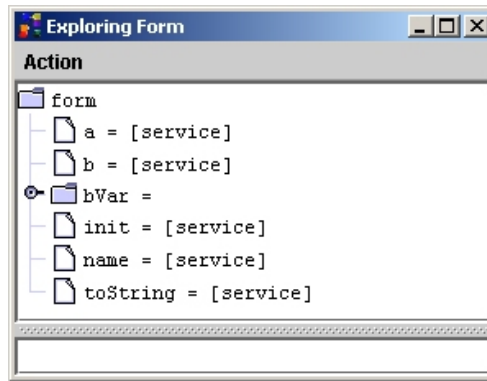 Exploring Form
Action
form
a = [service]
b = [service]
bVar =
init = [service]
name = [service]
toString = [service]